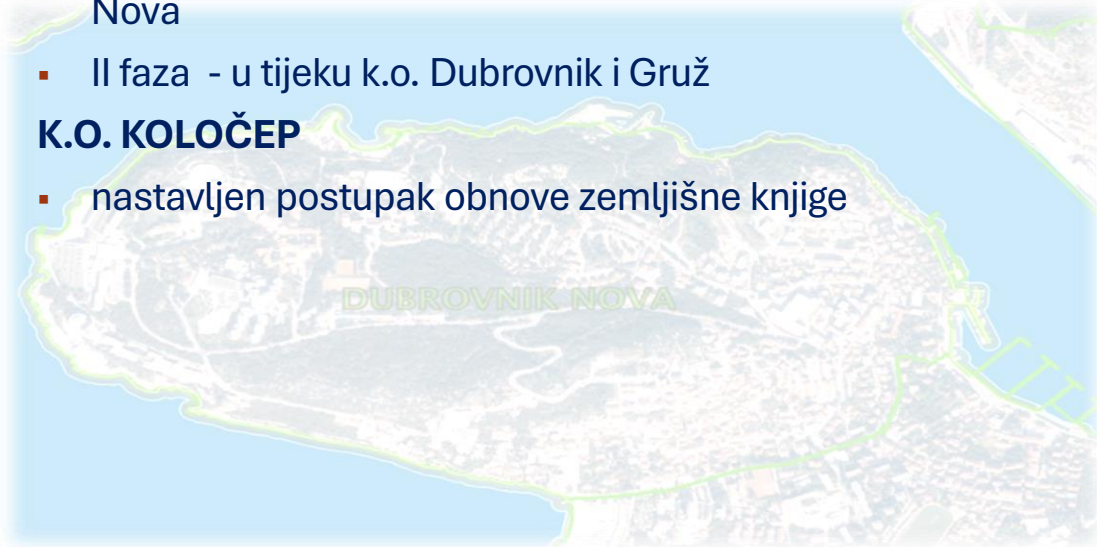 Nova
▪ II faza - u tijeku k.o. Dubrovnik i Gruž
K.O. KOLOČEP
▪ nastavljen postupak obnove zemljišne knjige
DUBROVNIK NOVA